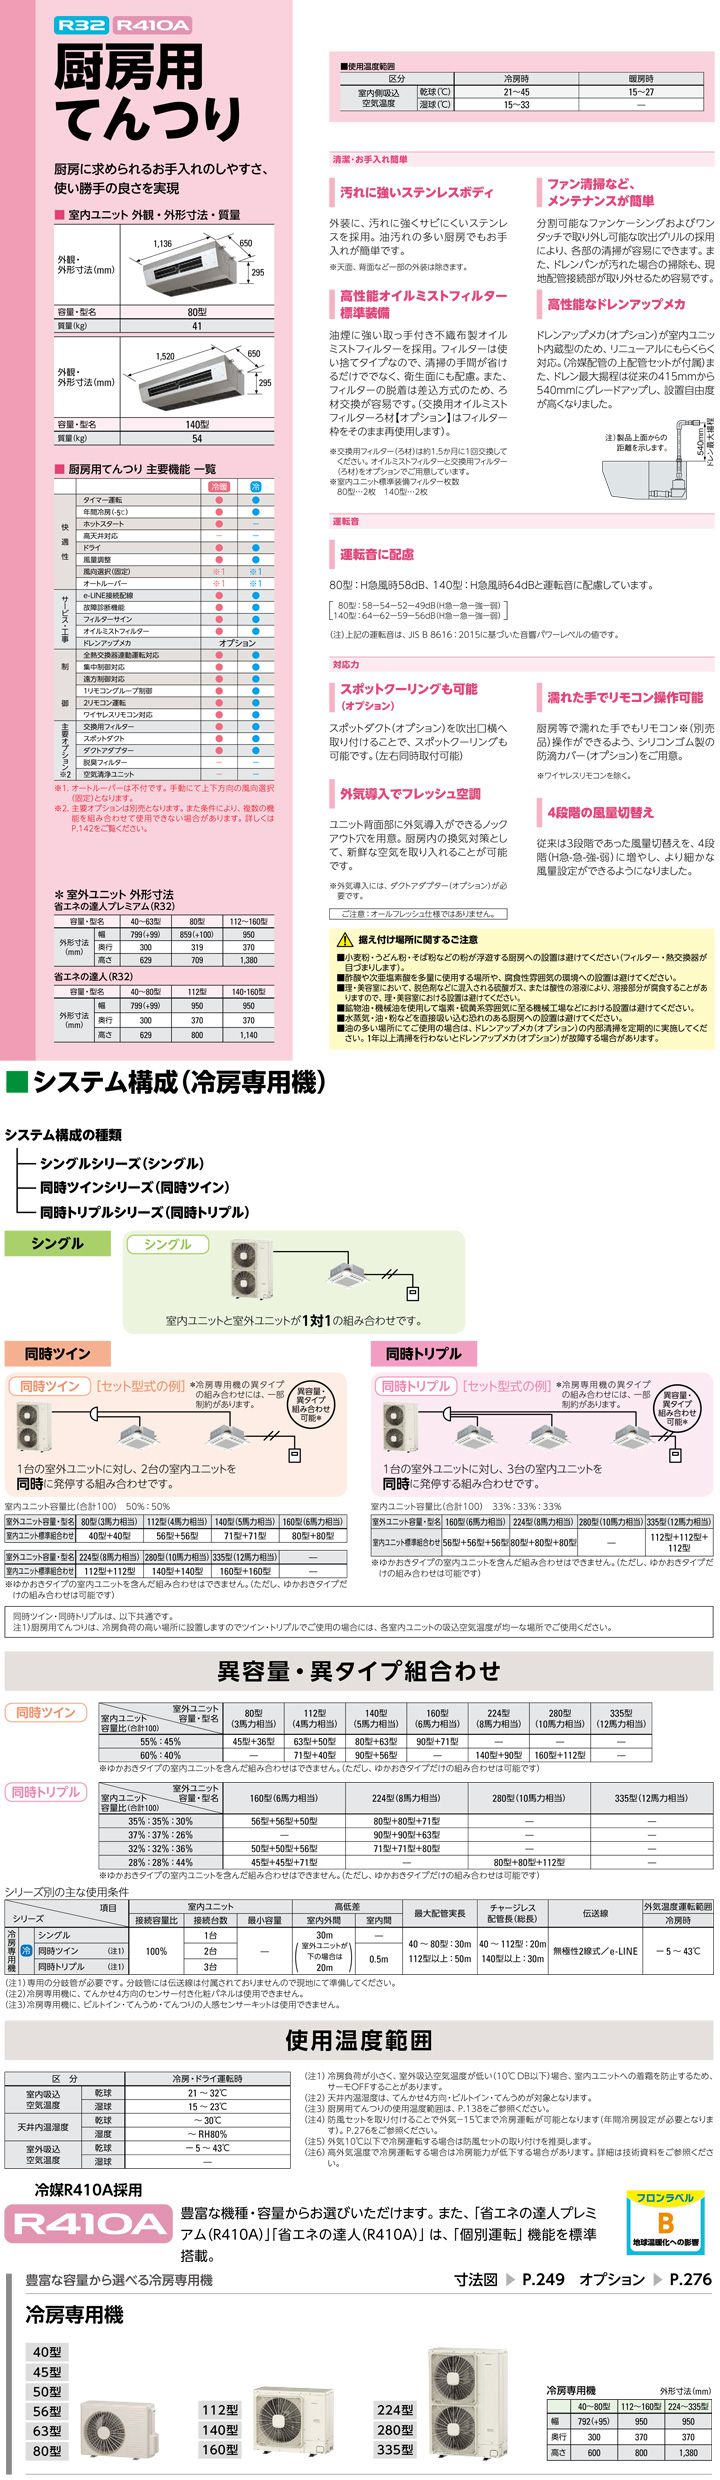 R32 R410A
厨房用
てんつり
厨房に求められるお手入れのしやすさ、
使い勝手の良さを実現
■ 室内ユニット 外観・外形寸法・質量
外観・
外形寸法(mm)
1,136 650 295
容量・型名 80型
質量(kg) 41
外観・
外形寸法(mm)
1,520 650 295
容量・型名 140型
質量(kg) 54
■ 厨房用てんつり 主要機能 一覧
冷暖 冷
快適性
タイマー運転 ● ●
年間冷房(-5℃) ● ●
ホットスタート ● －
高天井対応 － －
ドライ ● ●
風量調整 ● ●
風向選択(固定) ※1 ※1
オートルーバー ※1 ※1
サービス・工事
e-LINE接続配線 ● ●
故障診断機能 ● ●
フィルターサイン ● ●
オイルミストフィルター ● ●
ドレンアップメカ オプション
制御
全熱交換器連動運転対応 ● ●
集中制御対応 ● ●
遠方制御対応 ● ●
1リモコングループ制御 ● ●
2リモコン運転 ● ●
ワイヤレスリモコン対応 ● ●
主要オプション※2
交換用フィルター ● ●
スポットダクト ● ●
ダクトアダプター ● ●
脱臭フィルター － －
空気清浄ユニット － －
※1. オートルーバーは不付です。手動にて上下方向の風向選択
(固定)となります。
※2. 主要オプションは別売となります。また条件により、複数の機
能を組み合わせて使用できない場合があります。詳しくは
P.142をご覧ください。
＊ 室外ユニット 外形寸法
省エネの達人プレミアム(R32)
容量・型名 40～63型 80型 112～160型
外形寸法(mm) 幅 799(+99) 859(+100) 950
奥行 300 319 370
高さ 629 709 1,380
省エネの達人(R32)
容量・型名 40～80型 112型 140・160型
外形寸法(mm) 幅 799(+99) 950 950
奥行 300 370 370
高さ 629 800 1,140
■使用温度範囲
区分 冷房時 暖房時
室内側吸込空気温度 乾球(℃) 21～45 15～27
湿球(℃) 15～33 ―
清潔・お手入れ簡単
汚れに強いステンレスボディ
外装に、汚れに強くサビにくいステンレ
スを採用。油汚れの多い厨房でもお手
入れが簡単です。
※天面、背面など一部の外装は除きます。
高性能オイルミストフィルター
標準装備
油煙に強い取っ手付き不織布製オイル
ミストフィルターを採用。フィルターは使
い捨てタイプなので、清掃の手間が省け
るだけででなく、衛生面にも配慮。また、
フィルターの脱着は差込方式のため、ろ
材交換が容易です。(交換用オイルミスト
フィルターろ材【オプション】はフィルター
枠をそのまま再使用します)。
※交換用フィルター(ろ材)は約1.5か月に1回交換して
ください。オイルミストフィルターと交換用フィルター
(ろ材)をオプションでご用意しています。
※室内ユニット標準装備フィルター枚数
80型…2枚 140型…2枚
ファン清掃など、
メンテナンスが簡単
分割可能なファンケーシングおよびワン
タッチで取り外し可能な吹出グリルの採用
により、各部の清掃が容易にできます。ま
た、ドレンパンが汚れた場合の掃除も、現
地配管接続部が取り外せるため容易です。
高性能なドレンアップメカ
ドレンアップメカ(オプション)が室内ユニッ
ト内蔵型のため、リニューアルにもらくらく
対応。(冷媒配管の上配管セットが付属)ま
た、ドレン最大揚程は従来の415mmから
540mmにグレードアップし、設置自由度
が高くなりました。
注)製品上面からの
距離を示します。
540mm
ドレン最大揚程
運転音
運転音に配慮
80型：H急風時58dB、140型：H急風時64dBと運転音に配慮しています。
80型：58－54－52－49dB(H急－急－強－弱)
140型：64－62－59－56dB(H急－急－強－弱)
(注)上記の運転音は、JIS B 8616：2015に基づいた音響パワーレベルの値です。
対応力
スポットクーリングも可能
(オプション)
スポットダクト(オプション)を吹出口横へ
取り付けることで、スポットクーリングも
可能です。(左右同時取付可能)
外気導入でフレッシュ空調
ユニット背面部に外気導入ができるノック
アウト穴を用意。厨房内の換気対策とし
て、新鮮な空気を取り入れることが可能
です。
※外気導入には、ダクトアダプター(オプション)が必
要です。
ご注意：オールフレッシュ仕様ではありません。
濡れた手でリモコン操作可能
厨房等で濡れた手でもリモコン※(別売
品)操作ができるよう、シリコンゴム製の
防滴カバー(オプション)をご用意。
※ワイヤレスリモコンを除く。
4段階の風量切替え
従来は3段階であった風量切替えを、4段
階(H急-急-強-弱)に増やし、より細かな
風量設定ができるようになりました。
据え付け場所に関するご注意
■小麦粉・うどん粉・そば粉などの粉が浮遊する厨房への設置は避けてください(フィルター・熱交換器が
目づまりします)。
■酢酸や次亜塩素酸を多量に使用する場所や、腐食性雰囲気の環境への設置は避けてください。
■理・美容室において、脱色剤などに混入される硫酸ガス、または酸性の溶液により、溶接部分が腐食することがあ
りますので、理・美容室における設置は避けてください。
■鉱物油・機械油を使用して塩素・硫黄系雰囲気に至る機械工場などにおける設置は避けてください。
■水蒸気・油・粉などを直接吸い込む恐れのある厨房への設置は避けてください。
■油の多い場所にてご使用の場合は、ドレンアップメカ(オプション)の内部清掃を定期的に実施してくだ
さい。1年以上清掃を行わないとドレンアップメカ(オプション)が故障する場合があります。
■システム構成(冷房専用機)
システム構成の種類
シングルシリーズ(シングル)
同時ツインシリーズ(同時ツイン)
同時トリプルシリーズ(同時トリプル)
シングル
シングル
室内ユニットと室外ユニットが1対1の組み合わせです。
同時ツイン
同時ツイン [セット型式の例] ＊冷房専用機の異タイプ
の組み合わせには、一部
制約があります。
異容量・
異タイプ
組み合わせ
可能＊
1台の室外ユニットに対し、2台の室内ユニットを
同時に発停する組み合わせです。
室内ユニット容量比(合計100) 50%：50%
室外ユニット容量・型名 80型(3馬力相当) 112型(4馬力相当) 140型(5馬力相当) 160型(6馬力相当)
室内ユニット標準組合わせ 40型+40型 56型+56型 71型+71型 80型+80型
室外ユニット容量・型名 224型(8馬力相当) 280型(10馬力相当) 335型(12馬力相当) ―
室内ユニット標準組合わせ 112型+112型 140型+140型 160型+160型 ―
※ゆかおきタイプの室内ユニットを含んだ組み合わせはできません。(ただし、ゆかおきタイプだ
けの組み合わせは可能です)
同時トリプル
同時トリプル [セット型式の例] ＊冷房専用機の異タイプ
の組み合わせには、一部
制約があります。
異容量・
異タイプ
組み合わせ
可能＊
1台の室外ユニットに対し、3台の室内ユニットを
同時に発停する組み合わせです。
室内ユニット容量比(合計100) 33%：33%：33%
室外ユニット容量・型名 160型(6馬力相当) 224型(8馬力相当) 280型(10馬力相当) 335型(12馬力相当)
室内ユニット標準組合わせ 56型+56型+56型 80型+80型+80型 ― 112型+112型+112型
※ゆかおきタイプの室内ユニットを含んだ組み合わせはできません。(ただし、ゆかおきタイプだ
けの組み合わせは可能です)
同時ツイン・同時トリプルは、以下共通です。
注1)厨房用てんつりは、冷房負荷の高い場所に設置しますのでツイン・トリプルでご使用の場合には、各室内ユニットの吸込空気温度が均一な場所でご使用ください。
異容量・異タイプ組合わせ
同時ツイン
室外ユニット容量・型名 室内ユニット容量比(合計100) 80型(3馬力相当) 112型(4馬力相当) 140型(5馬力相当) 160型(6馬力相当) 224型(8馬力相当) 280型(10馬力相当) 335型(12馬力相当)
55%：45% 45型+36型 63型+50型 80型+63型 90型+71型 ― ― ―
60%：40% ― 71型+40型 90型+56型 ― 140型+90型 160型+112型 ―
※ゆかおきタイプの室内ユニットを含んだ組み合わせはできません。(ただし、ゆかおきタイプだけの組み合わせは可能です)
同時トリプル
室外ユニット容量・型名 室内ユニット容量比(合計100) 160型(6馬力相当) 224型(8馬力相当) 280型(10馬力相当) 335型(12馬力相当)
35%：35%：30% 56型+56型+50型 80型+80型+71型 ― ―
37%：37%：26% ― 90型+90型+63型 ― ―
32%：32%：36% 50型+50型+56型 71型+71型+80型 ― ―
28%：28%：44% 45型+45型+71型 ― 80型+80型+112型 ―
※ゆかおきタイプの室内ユニットを含んだ組み合わせはできません。(ただし、ゆかおきタイプだけの組み合わせは可能です)
シリーズ別の主な使用条件
項目 シリーズ 室内ユニット 高低差 最大配管実長 チャージレス配管長(総長) 伝送線 外気温度運転範囲
接続容量比 接続台数 最小容量 室内外間 室内間 冷房時
冷房専用機 冷
シングル 100% 1台 ― 30m (室外ユニットが下の場合は20m) ― 40～80型：30m 112型以上：50m 40～112型：20m 140型以上：30m 無極性2線式／e-LINE －5～43℃
同時ツイン (注1) 2台 0.5m
同時トリプル (注1) 3台
(注1)専用の分岐管が必要です。分岐管には伝送線は付属されておりませんので現地にて準備してください。
(注2)冷房専用機に、てんかせ4方向のセンサー付き化粧パネルは使用できません。
(注3)冷房専用機に、ビルトイン・てんうめ・てんつりの人感センサーキットは使用できません。
使用温度範囲
区 分 冷房・ドライ運転時
室内吸込空気温度 乾球 21～32℃
湿球 15～23℃
天井内温湿度 乾球 ～30℃
湿度 ～RH80%
室外吸込空気温度 乾球 －5～43℃
湿球 ―
(注1) 冷房負荷が小さく、室外吸込空気温度が低い(10℃ DB以下)場合、室内ユニットへの着霜を防止するため、
サーモOFFすることがあります。
(注2) 天井内温湿度は、てんかせ4方向・ビルトイン・てんうめが対象となります。
(注3) 厨房用てんつりの使用温度範囲は、P.138をご参照ください。
(注4) 防風セットを取り付けることで外気－15℃まで冷房運転が可能となります(年間冷房設定が必要となりま
す)。P.276をご参照ください。
(注5) 外気10℃以下で冷房運転する場合は防風セットの取り付けを推奨します。
(注6) 高外気温度で冷房運転する場合は冷房能力が低下する場合があります。詳細は技術資料をご参照くださ
い。
冷媒R410A採用
R410A
豊富な機種・容量からお選びいただけます。また、「省エネの達人プレミ
アム(R410A)」「省エネの達人(R410A)」は、「個別運転」機能を標準
搭載。
フロンラベル
B
地球温暖化への影響
豊富な容量から選べる冷房専用機
寸法図 ▶ P.249 オプション ▶ P.276
冷房専用機
40型
45型
50型
56型
63型
80型
112型
140型
160型
224型
280型
335型
冷房専用機 外形寸法(mm)
40～80型 112～160型 224～335型
幅 792(+95) 950 950
奥行 300 370 370
高さ 600 800 1,380